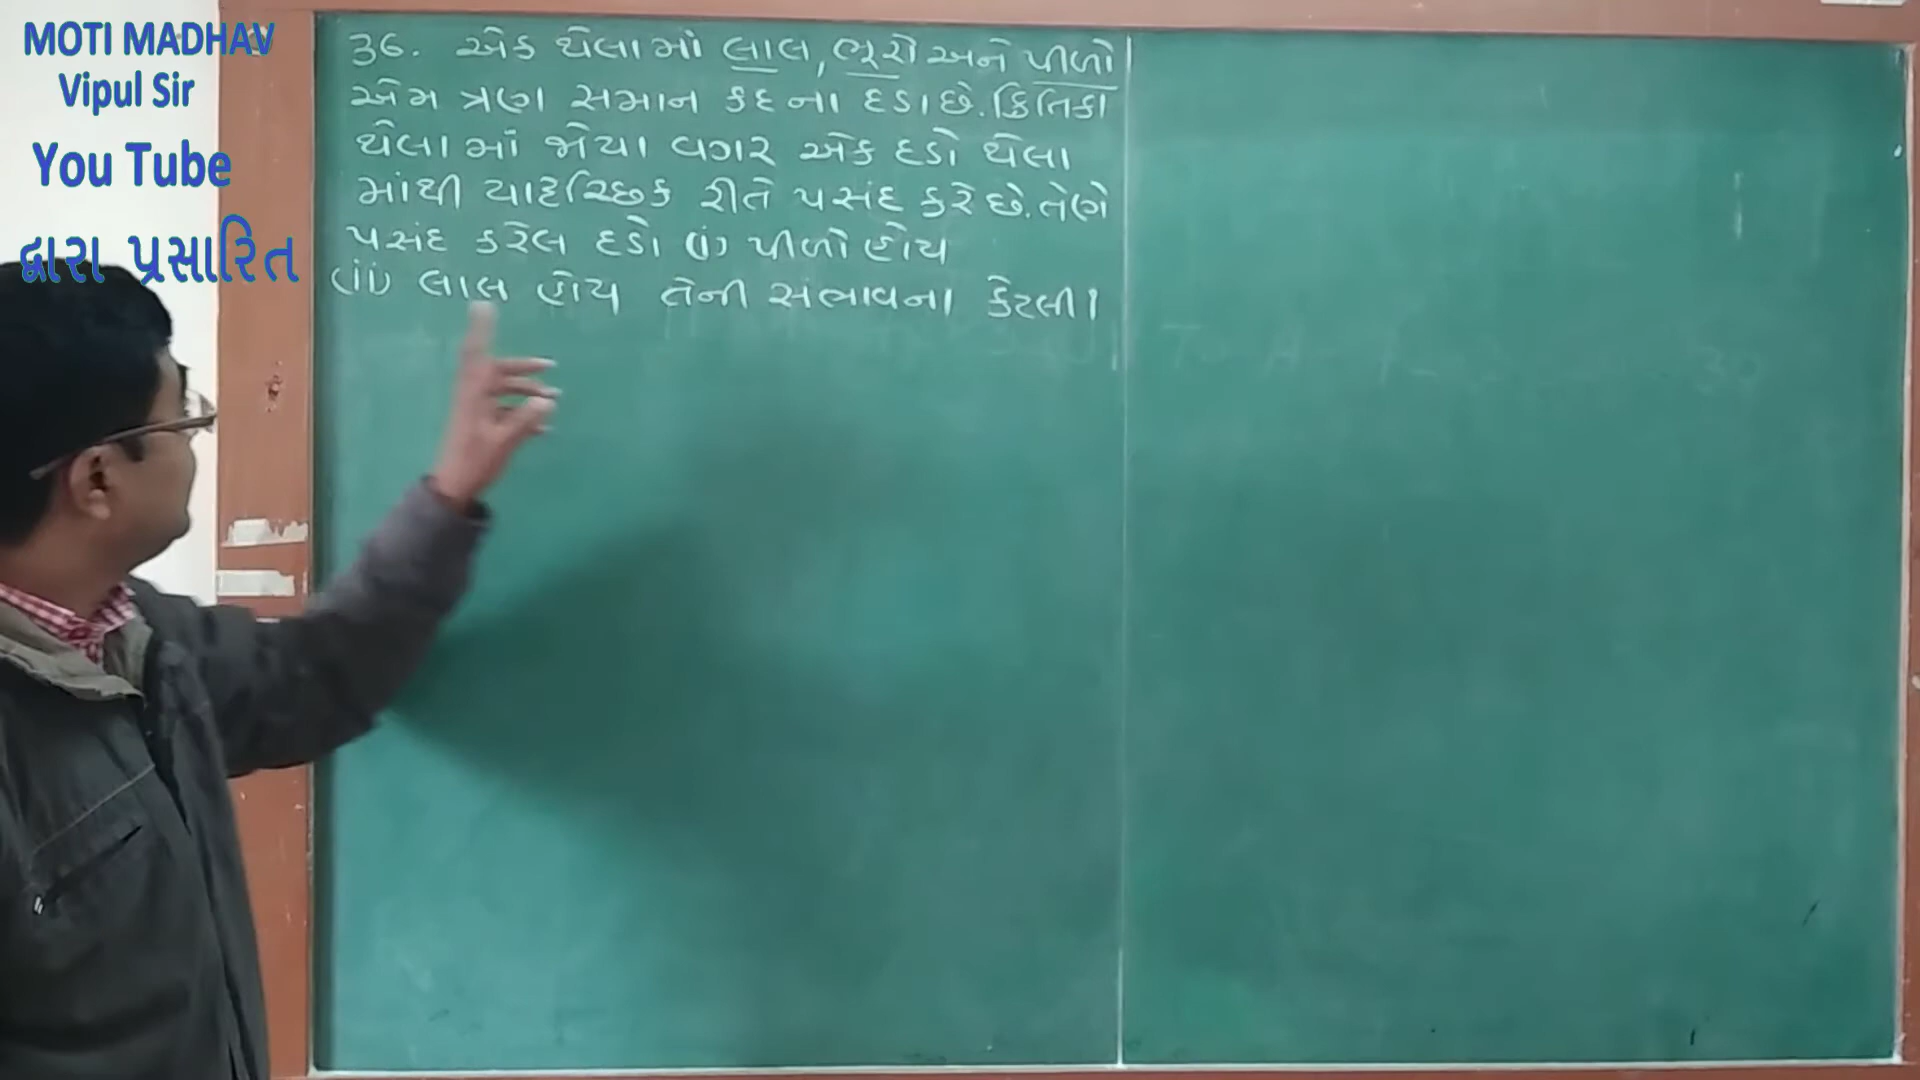 MOTI MADHAV
Vipul Sir
You Tube
દ્વારા પ્રસારિત
36. એક થેલામાં લાલ, ભૂરો અને પીળો
એમ ત્રણ સમાન કદના દડા છે. ક્રિતિકા
થેલામાં જોયા વગર એક દડો થેલા
માંથી યાદચ્છિક રીતે પસંદ કરે છે. તેણે
પસંદ કરેલ દડો (i) પીળો હોય
(ii) લાલ હોય તેની સંભાવના કેટલી ।